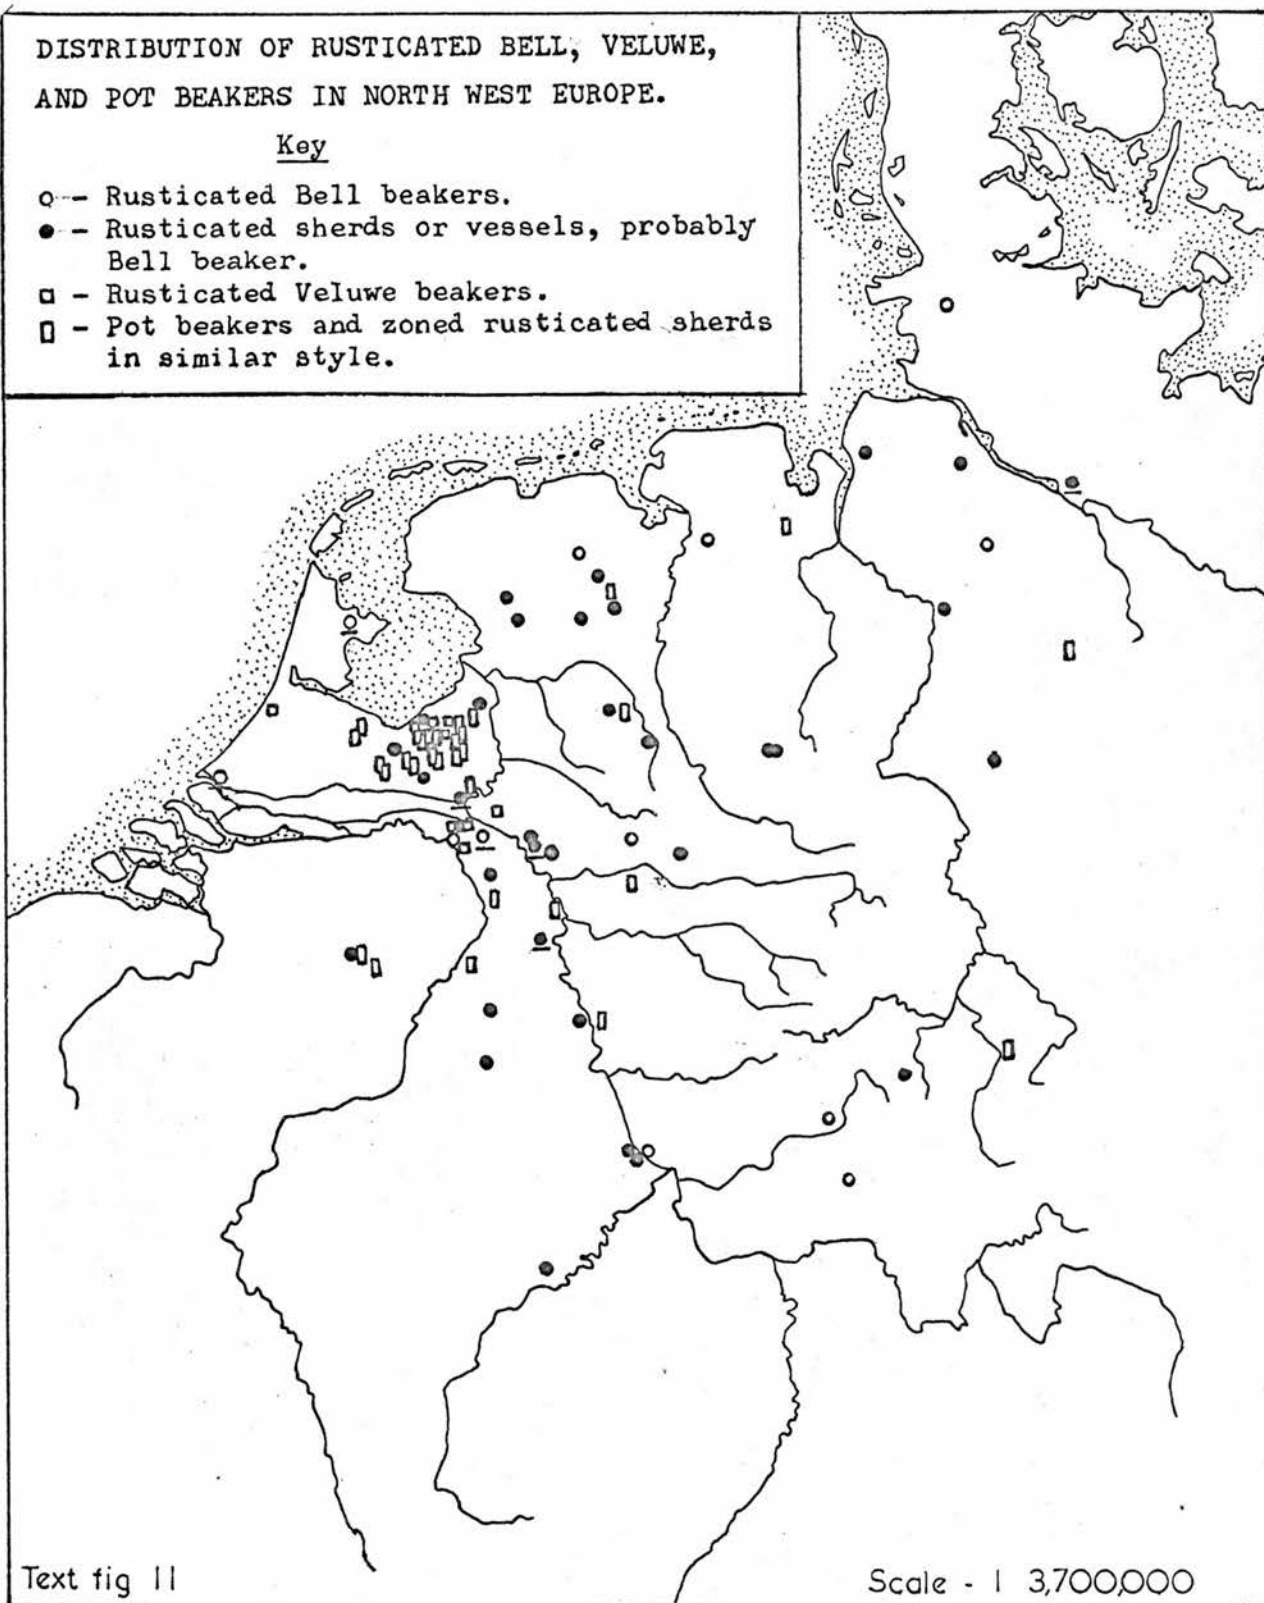 DISTRIBUTION OF RUSTICATED BELL, VELUWE,
AND POT BEAKERS IN NORTH WEST EUROPE.
Key
- Rusticated Bell beakers.
- Rusticated sherds or vessels, probably
Bell beaker.
- Rusticated Veluwe beakers.
- Pot beakers and zoned rusticated sherds
in similar style.
Text fig 11
Scale - 1 3,700,000